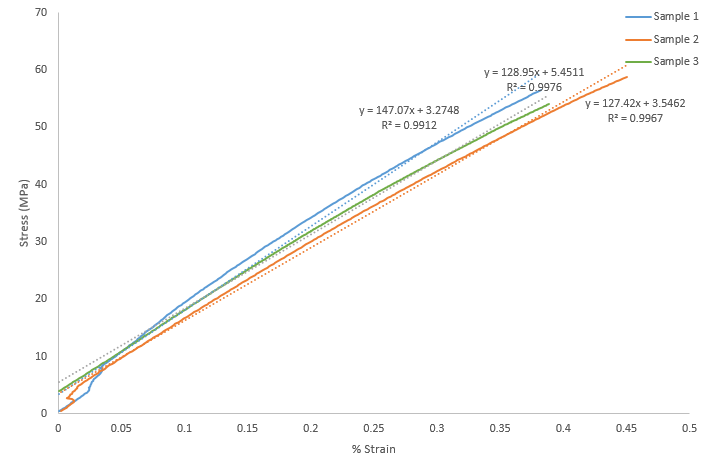 70
60
50
40
30
20
10
0
Stress (MPa)
0
0.05
0.1
0.15
0.2
0.25
0.3
0.35
0.4
0.45
0.5
% Strain
Sample 1
Sample 2
Sample 3
y = 128.95x + 5.4511
R² = 0.9976
y = 147.07x + 3.2748
R² = 0.9912
y = 127.42x + 3.5462
R² = 0.9967